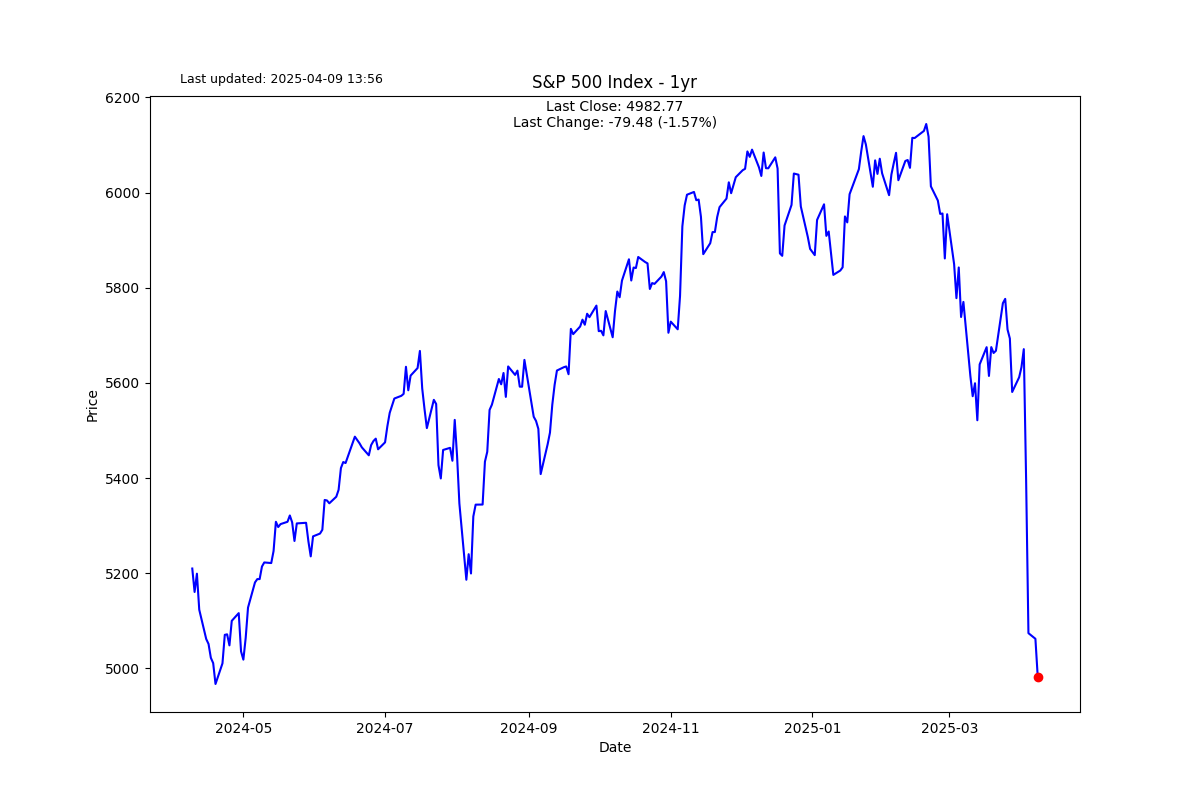 Last updated: 2025-04-09 13:56
S&P 500 Index - 1yr
Last Close: 4982.77
Last Change: -79.48 (-1.57%)
6200
6000
5800
5600
5400
5200
5000
Price
2024-05
2024-07
2024-09
2024-11
2025-01
2025-03
Date